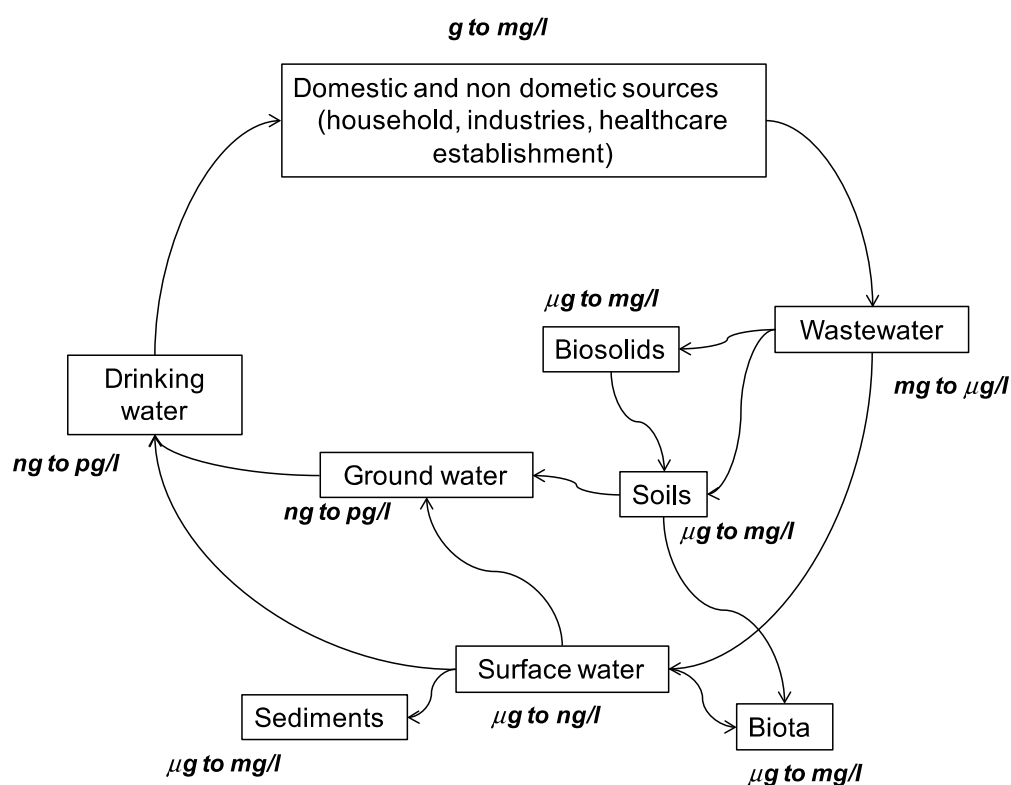 g to mg/l
Domestic and non dometic sources
(household, industries, healthcare
establishment)
μg to mg/l
Biosolids
Wastewater
mg to μg/l
Drinking
water
ng to pg/l
Ground water
ng to pg/l
Soils
μg to mg/l
Surface water
μg to ng/l
Sediments
μg to mg/l
Biota
μg to mg/l